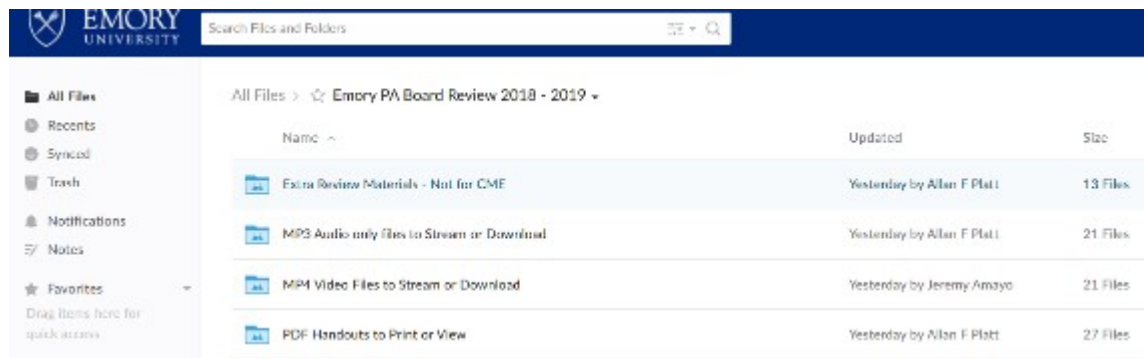 EMORY
UNIVERSITY
Search Files and Folders
All Files
Recents
Synced
Trash
Notifications
Notes
Favorites
Drag items here for
quick access
All Files > Emory PA Board Review 2018 - 2019
Name Updated Size
Extra Review Materials - Not for CME Yesterday by Allan F Platt 13 Files
MP3 Audio only files to Stream or Download Yesterday by Allan F Platt 21 Files
MP4 Video Files to Stream or Download Yesterday by Jeremy Amayo 21 Files
PDF Handouts to Print or View Yesterday by Allan F Platt 27 Files